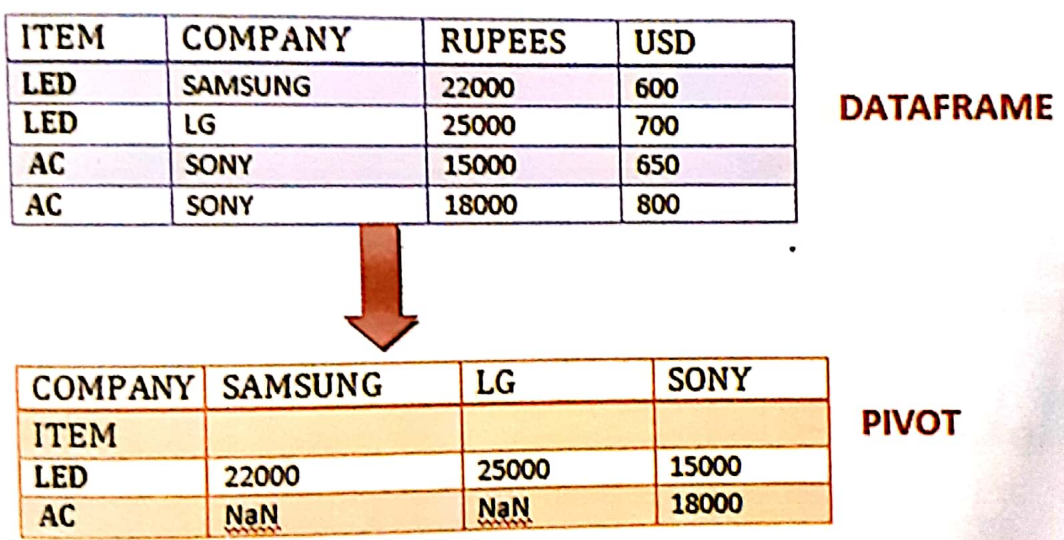 ITEM COMPANY RUPEES USD
LED SAMSUNG 22000 600
LED LG 25000 700
AC SONY 15000 650
AC SONY 18000 800
DATAFRAME
COMPANY SAMSUNG LG SONY
ITEM
LED 22000 25000 15000
AC NaN NaN 18000
PIVOT